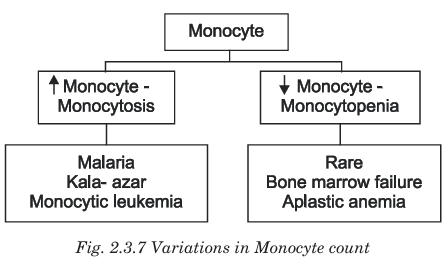 Monocyte
↑ Monocyte -
Monocytosis
↓ Monocyte -
Monocytopenia
Malaria
Kala- azar
Monocytic leukemia
Rare
Bone marrow failure
Aplastic anemia
Fig. 2.3.7 Variations in Monocyte count